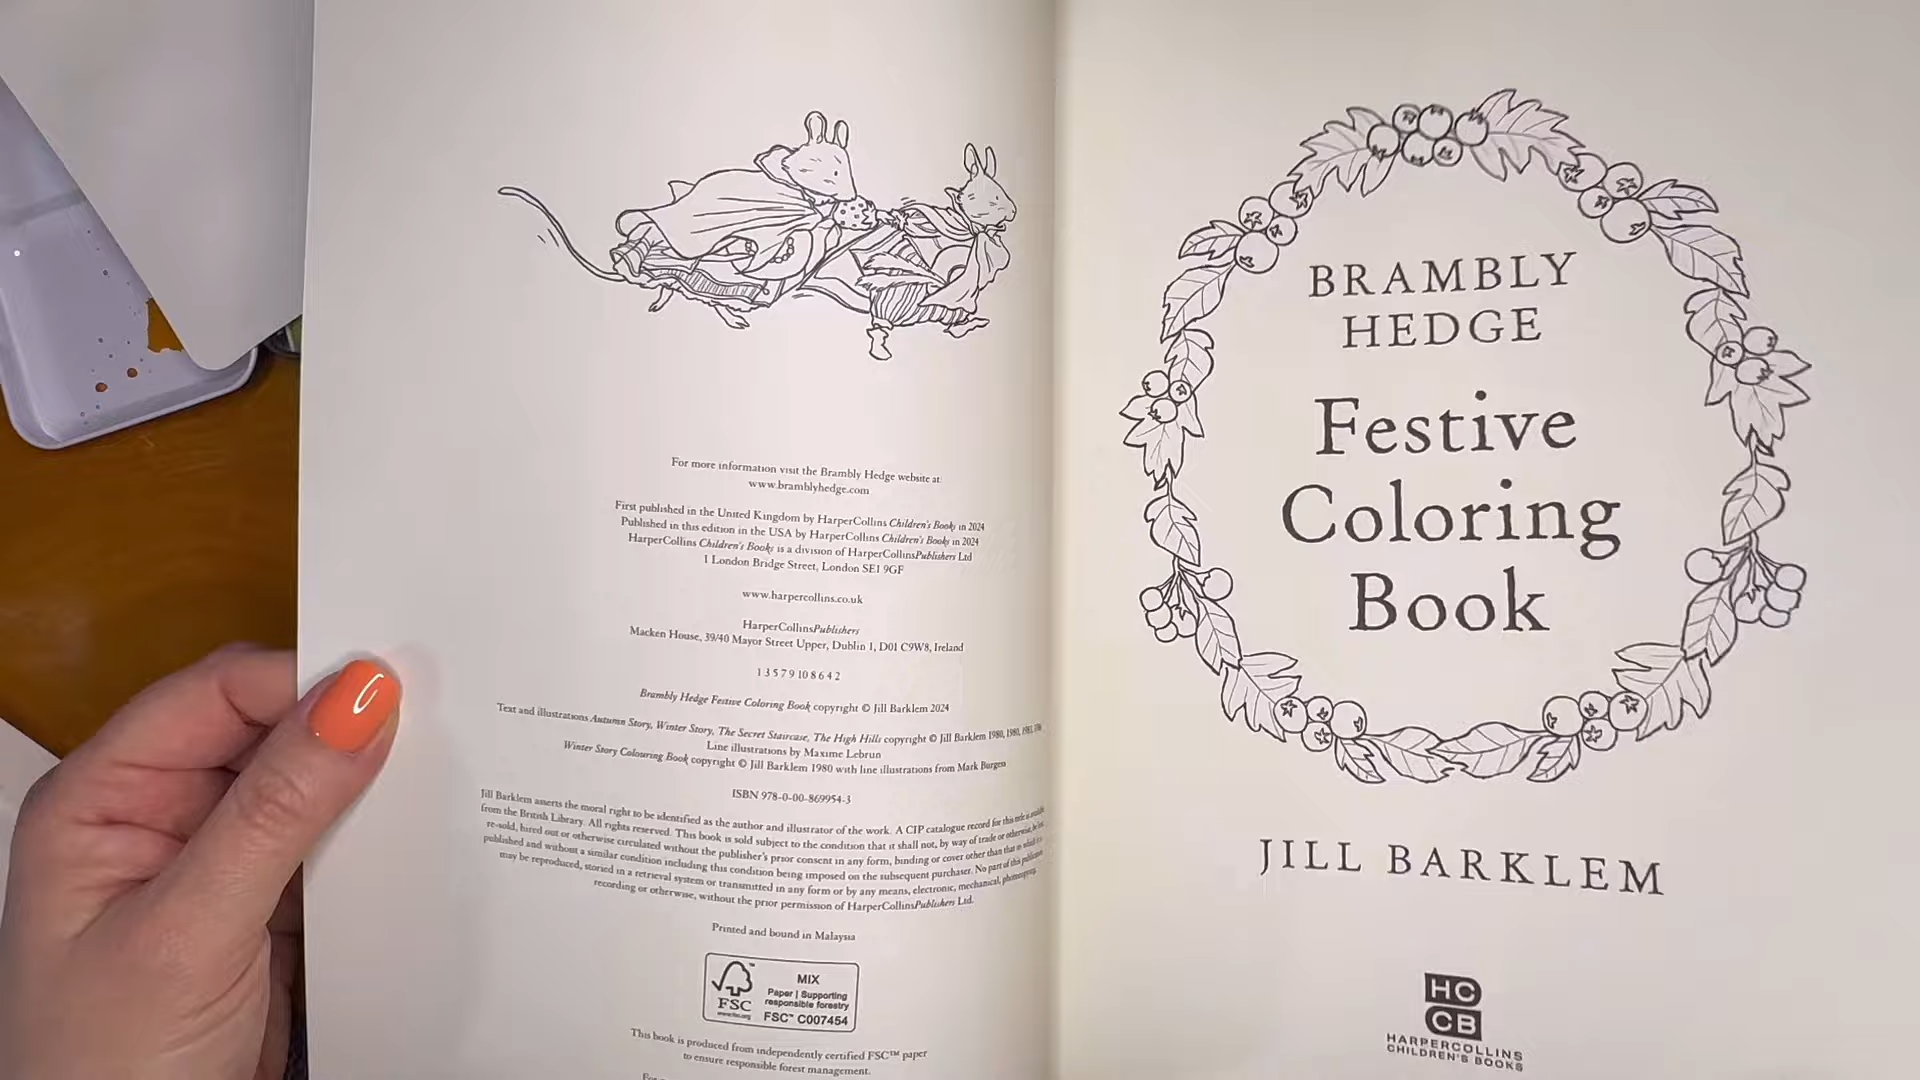 For more information visit the Brambly Hedge website at:
www.bramblyhedge.com
First published in the United Kingdom by HarperCollins Children's Books in 2024
Published in this edition in the USA by HarperCollins Children's Books in 2024
HarperCollins Children's Books is a division of HarperCollinsPublishers Ltd
1 London Bridge Street, London SE1 9GF
www.harpercollins.co.uk
HarperCollinsPublishers
Macken House, 39/40 Mayor Street Upper, Dublin 1, D01 C9W8, Ireland
1 3 5 7 9 10 8 6 4 2
Brambly Hedge Festive Coloring Book copyright © Jill Barklem 2024
Text and illustrations Autumn Story, Winter Story, The Secret Staircase, The High Hills copyright © Jill Barklem 1980, 1980, 1983,
Line illustrations by Maxime Lebrun
Winter Story Colouring Book copyright © Jill Barklem 1980 with line illustrations from Mark Burgess
ISBN 978-0-00-869954-3
Jill Barklem asserts the moral right to be identified as the author and illustrator of the work. A CIP catalogue record for this title is available
from the British Library. All rights reserved. This book is sold subject to the condition that it shall not, by way of trade or otherwise, be lent,
re-sold, hired out or otherwise circulated without the publisher's prior consent in any form, binding or cover other than that in which it is
published and without a similar condition including this condition being imposed on the subsequent purchaser. No part of this publication
may be reproduced, stored in a retrieval system or transmitted in any form or by any means, electronic, mechanical, photocopying,
recording or otherwise, without the prior permission of HarperCollinsPublishers Ltd.
Printed and bound in Malaysia
FSC
www.fsc.org
MIX
Paper | Supporting
responsible forestry
FSC™ C007454
This book is produced from independently certified FSC™ paper
to ensure responsible forest management.
BRAMBLY
HEDGE
Festive
Coloring
Book
JILL BARKLEM
HC
CB
HARPERCOLLINS
CHILDREN'S BOOKS